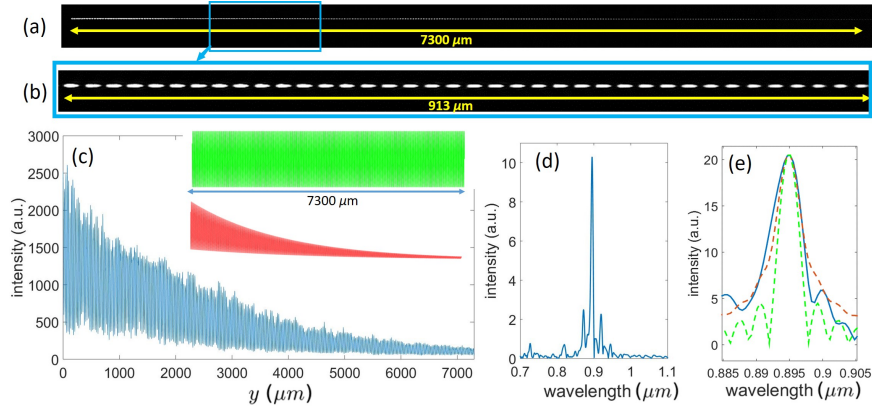 (a)
7300 μm
(b)
913 μm
(c)
intensity (a.u.)
3000
2500
2000
1500
1000
500
0
0 1000 2000 3000 4000 5000 6000 7000
y (μm)
7300 μm
(d)
intensity (a.u.)
10
8
6
4
2
0
0.7 0.8 0.9 1 1.1
wavelength (μm)
(e)
intensity (a.u.)
20
15
10
5
0
0.885 0.89 0.895 0.9 0.905
wavelength (μm)